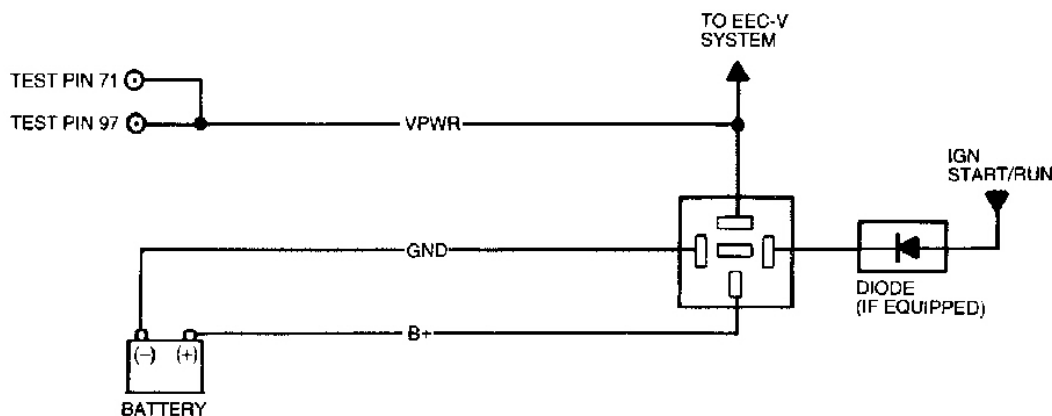 TO EEC-V
SYSTEM
TEST PIN 71
TEST PIN 97
VPWR
IGN
START/RUN
GND
DIODE
(IF EQUIPPED)
B+
(-) (+)
BATTERY